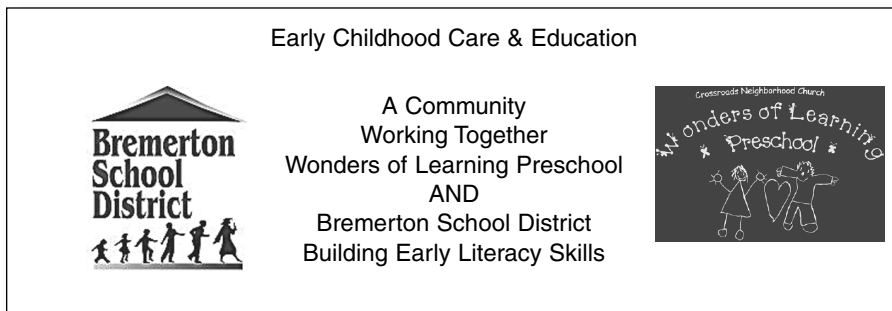 Early Childhood Care & Education
Bremerton
School
District
A Community
Working Together
Wonders of Learning Preschool
AND
Bremerton School District
Building Early Literacy Skills
Crossroads Neighborhood Church
Wonders of Learning
Preschool